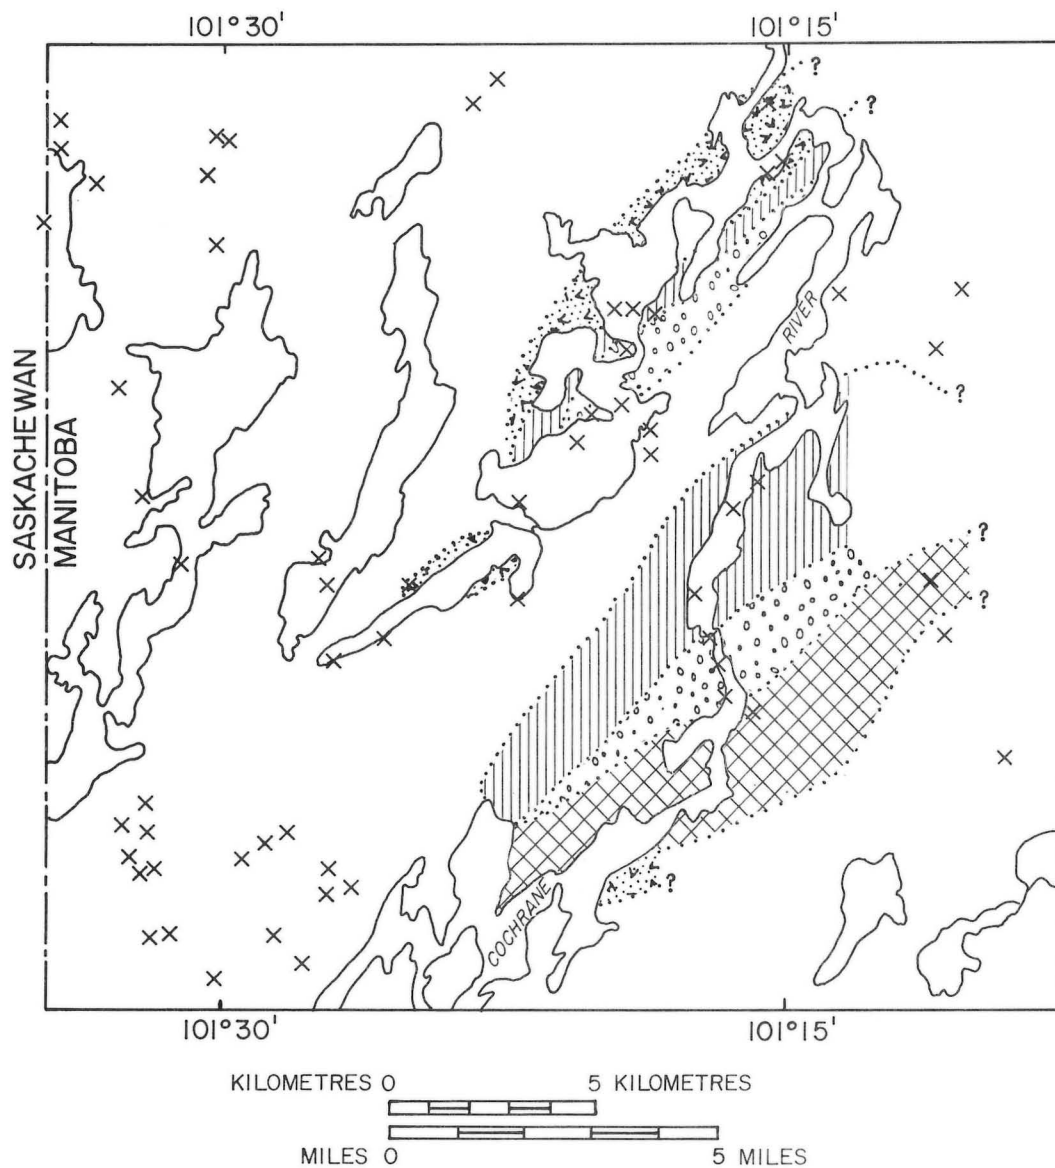 101°30' 101°15'
?
?
RIVER
SASKACHEWAN
MANITOBA
?
?
?
?
COCHRANE
101°30' 101°15'
KILOMETRES 0 5 KILOMETRES
MILES 0 5 MILES